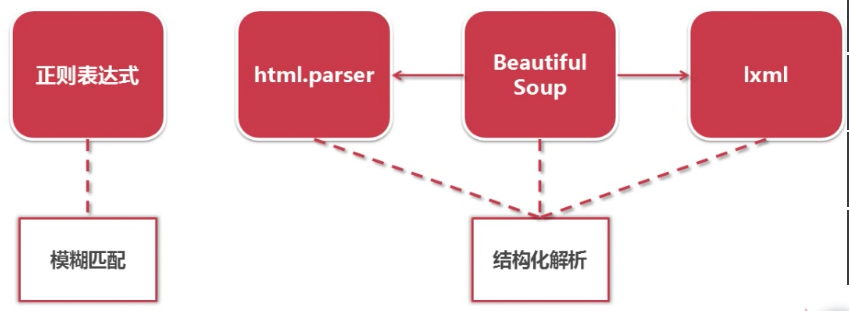 正则表达式
html.parser
Beautiful
Soup
lxml
模糊匹配
结构化解析